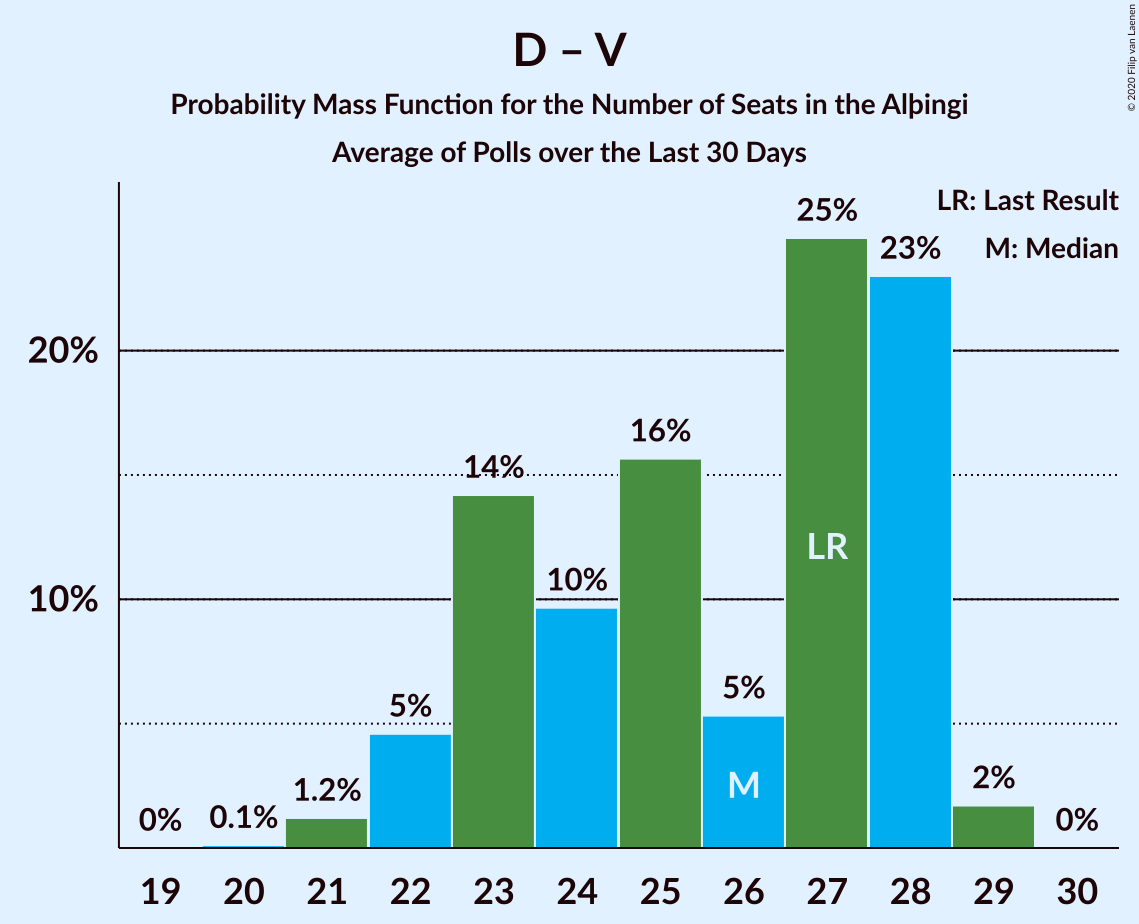 D – V
Probability Mass Function for the Number of Seats in the Alþingi
Average of Polls over the Last 30 Days
© 2020 Filip van Laenen
LR: Last Result
M: Median
25%
23%
20%
16%
14%
10%
10%
5%
5%
2%
1.2%
0.1%
0%
0%
LR
M
19 20 21 22 23 24 25 26 27 28 29 30